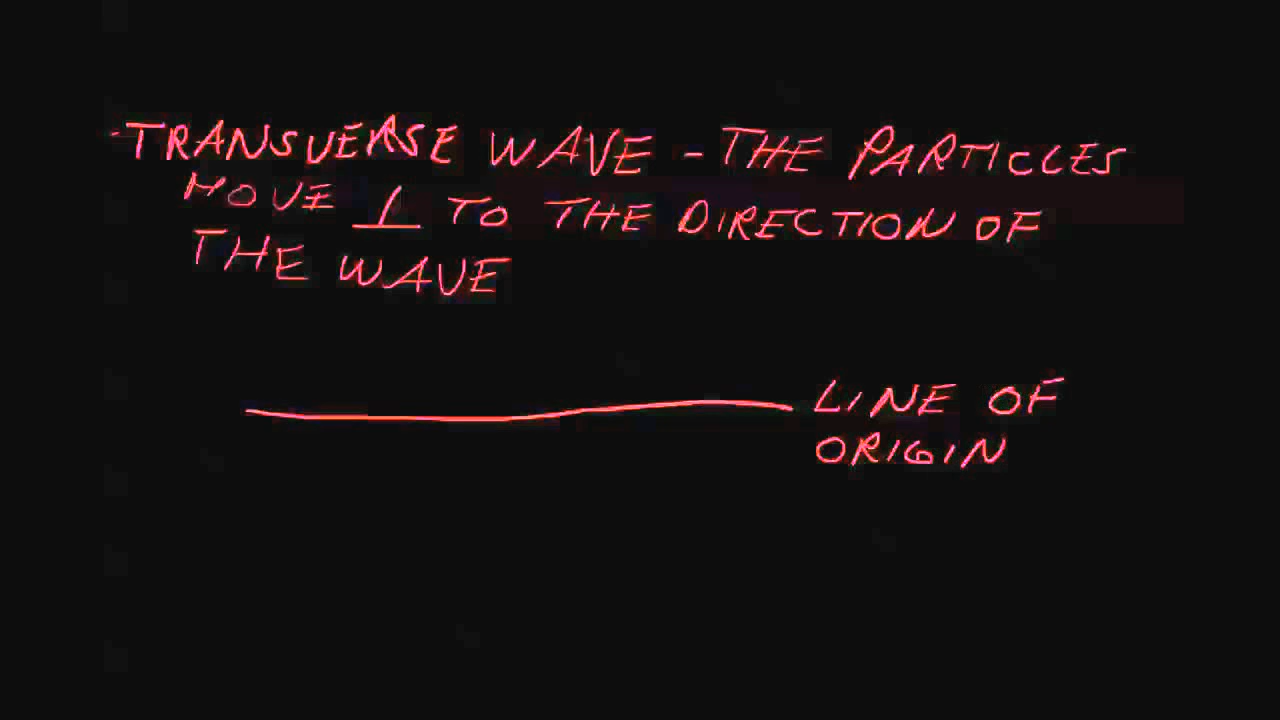 -TRANSVERSE WAVE - THE PARTICLES
MOVE ⊥ TO THE DIRECTION OF
THE WAVE
LINE OF
ORIGIN